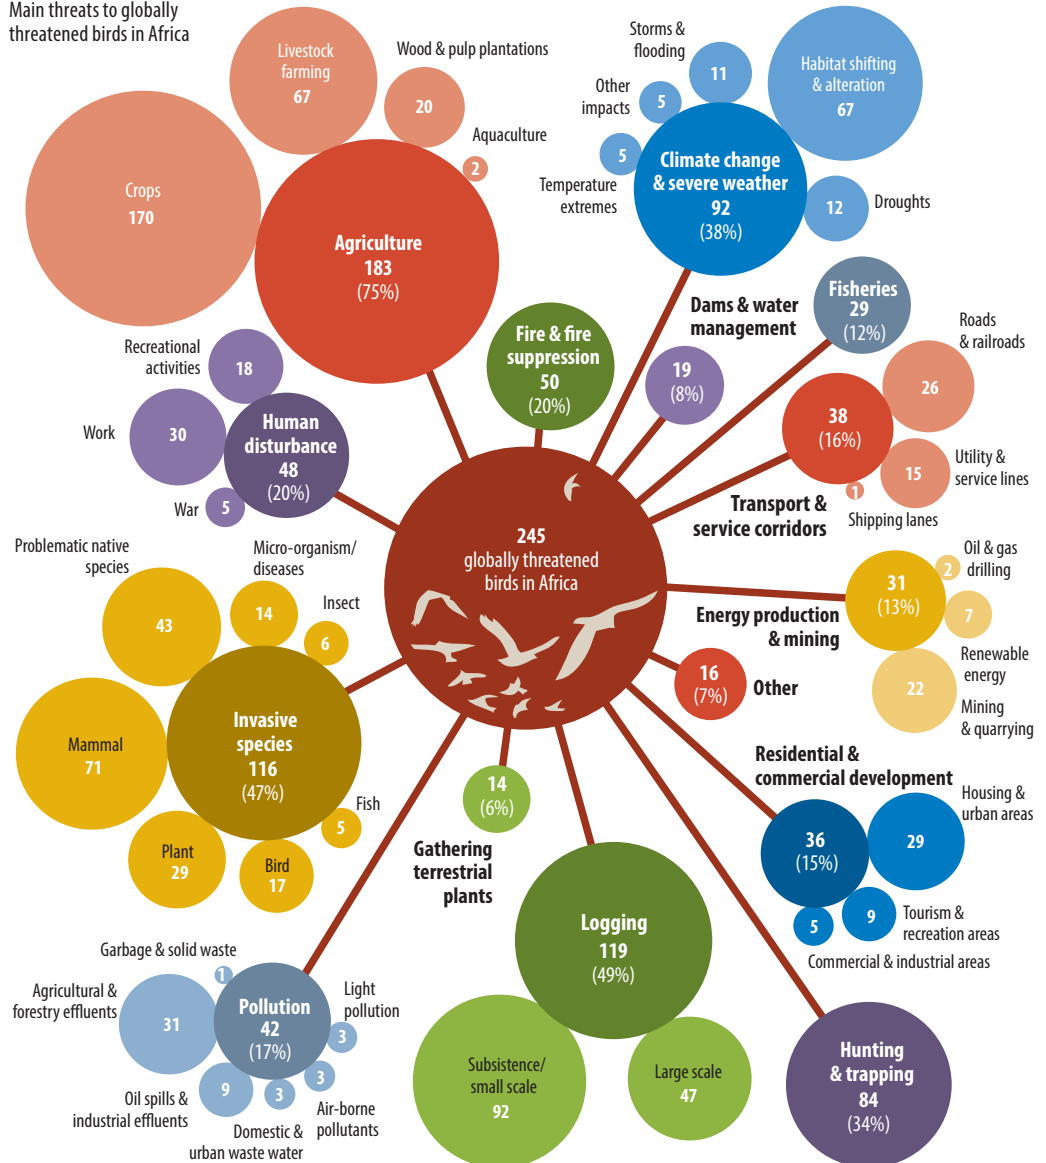 Main threats to globally
threatened birds in Africa
Livestock
farming
67
Wood & pulp plantations
20
Aquaculture
2
Crops
170
Agriculture
183
(75%)
Storms &
flooding
11
Other
impacts
5
5
Temperature
extremes
Habitat shifting
& alteration
67
Climate change
& severe weather
92
(38%)
12
Droughts
Fire & fire
suppression
50
(20%)
Dams & water
management
19
(8%)
Fisheries
29
(12%)
Roads
& railroads
26
38
(16%)
15
Utility &
service lines
1
Shipping lanes
Transport &
service corridors
Recreational
activities
18
Work
30
War
5
Human
disturbance
48
(20%)
245
globally threatened
birds in Africa
Oil & gas
drilling
2
31
(13%)
7
Renewable
energy
22
Mining
& quarrying
Energy production
& mining
16
(7%)
Other
Problematic native
species
43
Micro-organism/
diseases
14
Insect
6
Mammal
71
Invasive
species
116
(47%)
Fish
5
Plant
29
Bird
17
14
(6%)
Gathering
terrestrial
plants
Residential &
commercial development
Housing &
urban areas
36
(15%)
29
5
9
Tourism &
recreation areas
Commercial & industrial areas
Garbage & solid waste
1
Agricultural &
forestry effluents
31
Pollution
42
(17%)
Light
pollution
3
3
Air-borne
pollutants
9
3
Oil spills &
industrial effluents
Domestic &
urban waste water
Logging
119
(49%)
Subsistence/
small scale
92
Large scale
47
Hunting
& trapping
84
(34%)